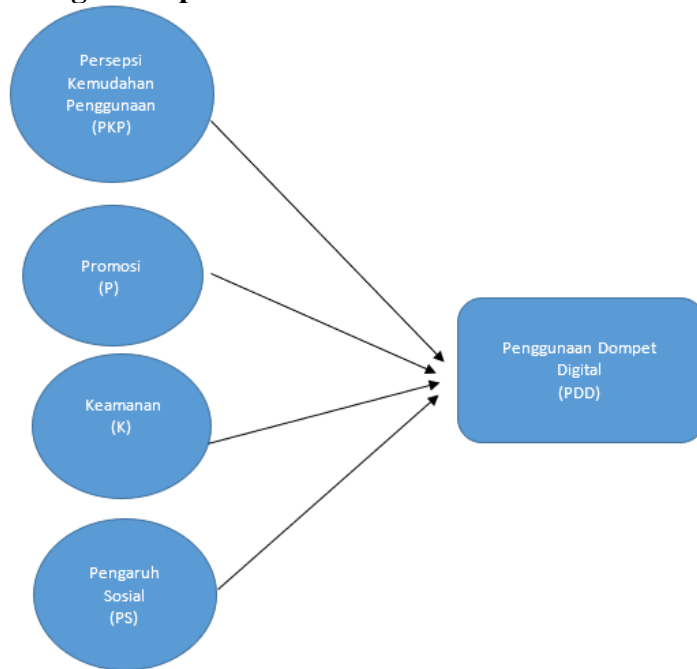 Persepsi
Kemudahan
Penggunaan
(PKP)
Promosi
(P)
Keamanan
(K)
Pengaruh
Sosial
(PS)
Penggunaan Dompet
Digital
(PDD)